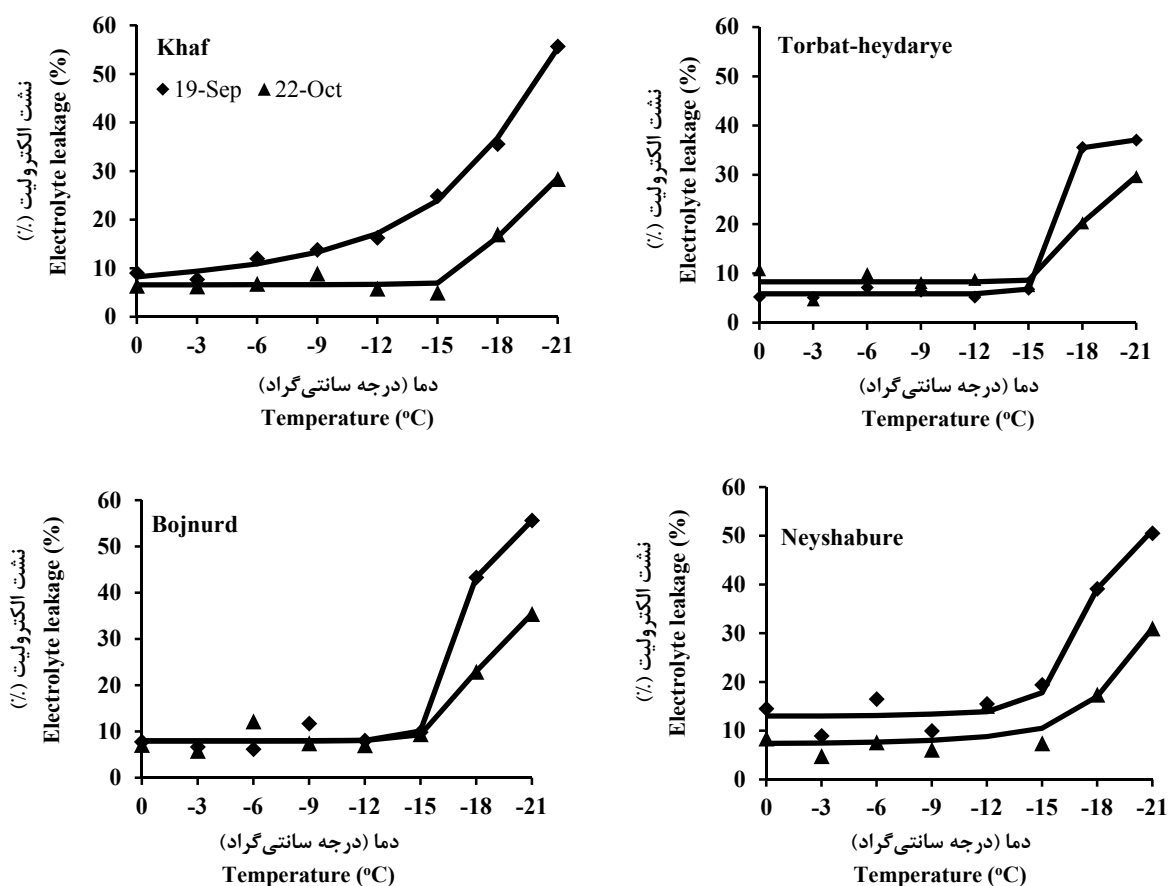 Khaf
19-Sep
22-Oct
نشت الکترولیت (٪)
Electrolyte leakage (%)
60
50
40
30
20
10
0
0 -3 -6 -9 -12 -15 -18 -21
دما (درجه سانتی‌گراد)
Temperature (ºC)
Torbat-heydarye
نشت الکترولیت (٪)
Electrolyte leakage (%)
60
50
40
30
20
10
0
0 -3 -6 -9 -12 -15 -18 -21
دما (درجه سانتی‌گراد)
Temperature (ºC)
Bojnurd
نشت الکترولیت (٪)
Electrolyte leakage (%)
60
50
40
30
20
10
0
0 -3 -6 -9 -12 -15 -18 -21
دما (درجه سانتی‌گراد)
Temperature (ºC)
Neyshabure
نشت الکترولیت (٪)
Electrolyte leakage (%)
60
50
40
30
20
10
0
0 -3 -6 -9 -12 -15 -18 -21
دما (درجه سانتی‌گراد)
Temperature (ºC)